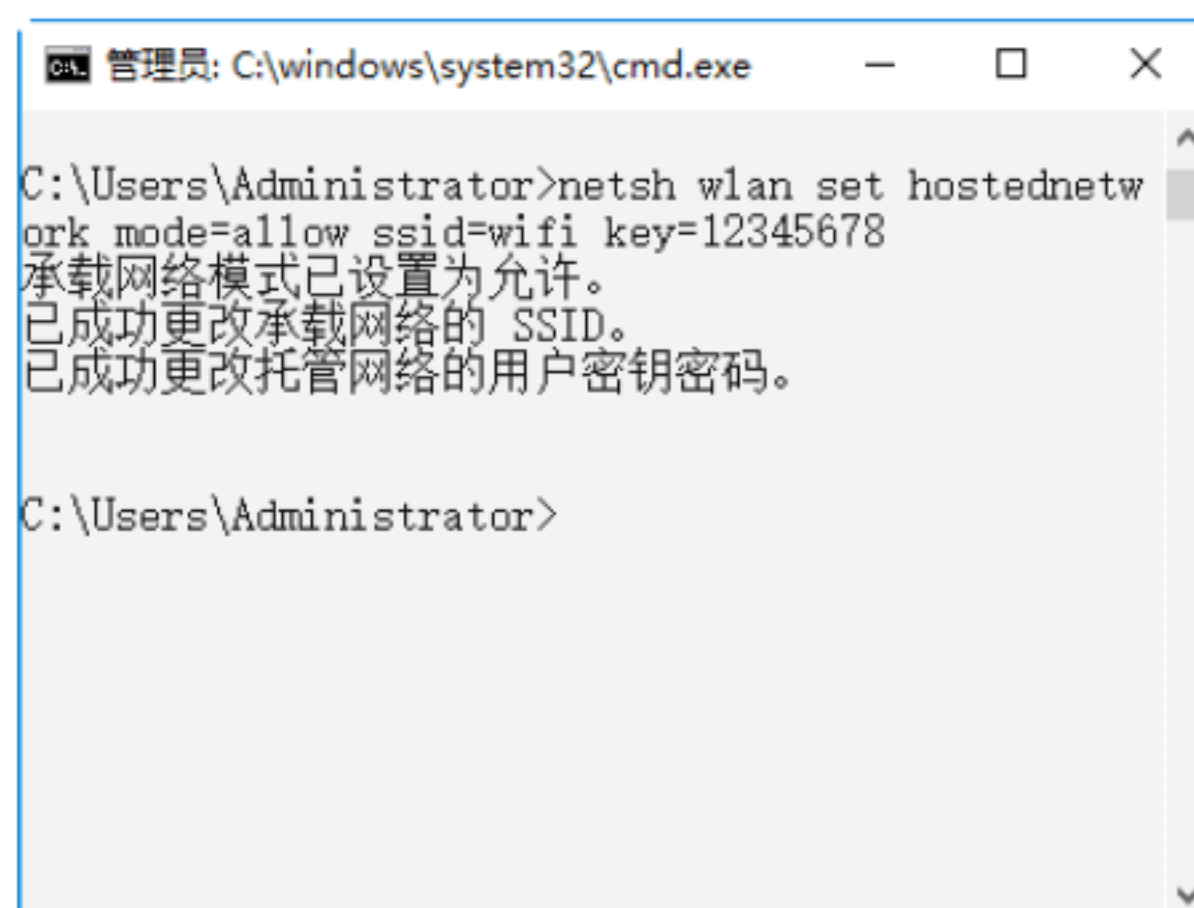 管理员: C:\windows\system32\cmd.exe
C:\Users\Administrator>netsh wlan set hostednetw
ork mode=allow ssid=wifi key=12345678
承载网络模式已设置为允许。
已成功更改承载网络的 SSID。
已成功更改托管网络的用户密钥密码。
C:\Users\Administrator>